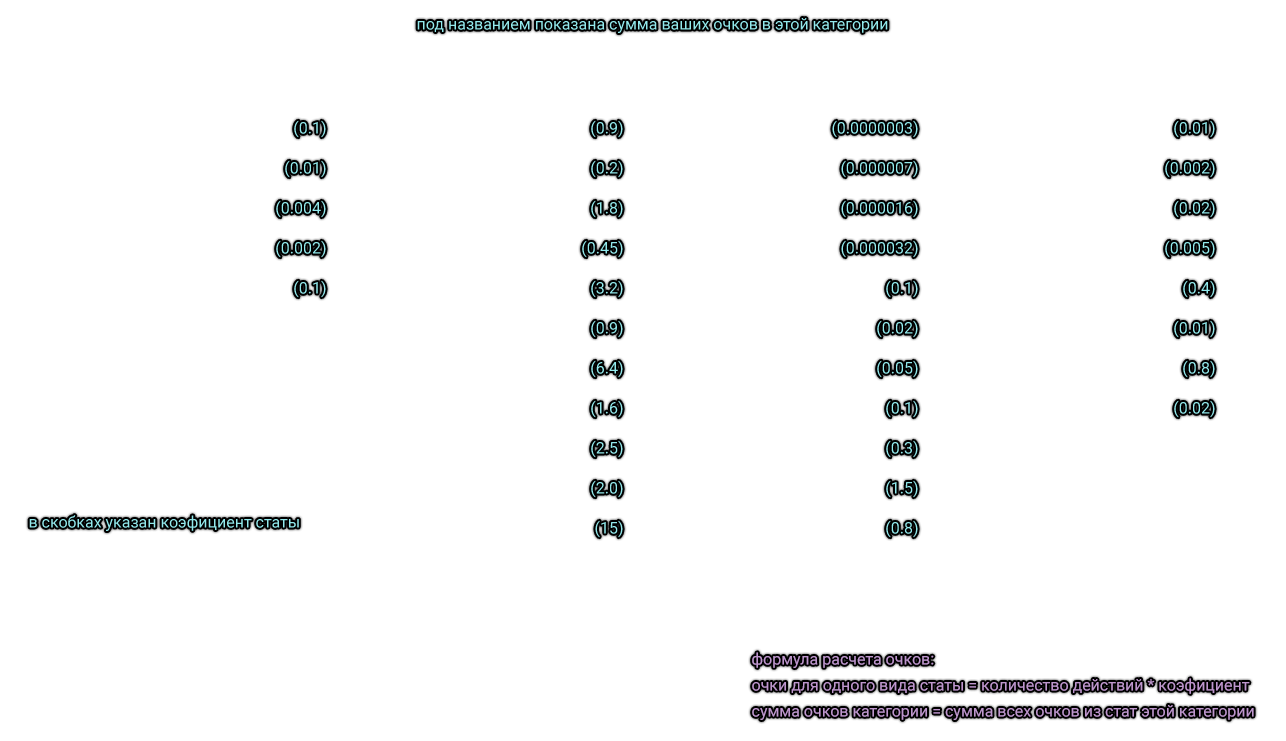 под названием показана сумма ваших очков в этой категории
(0.1) (0.9) (0.0000003) (0.01)
(0.01) (0.2) (0.000007) (0.002)
(0.004) (1.8) (0.000016) (0.02)
(0.002) (0.45) (0.000032) (0.005)
(0.1) (3.2) (0.1) (0.4)
(0.9) (0.02) (0.01)
(6.4) (0.05) (0.8)
(1.6) (0.1) (0.02)
(2.5) (0.3)
(2.0) (1.5)
в скобках указан коэфициент статы (15) (0.8)
формула расчета очков:
очки для одного вида статы = количество действий * коэфициент
сумма очков категории = сумма всех очков из стат этой категории